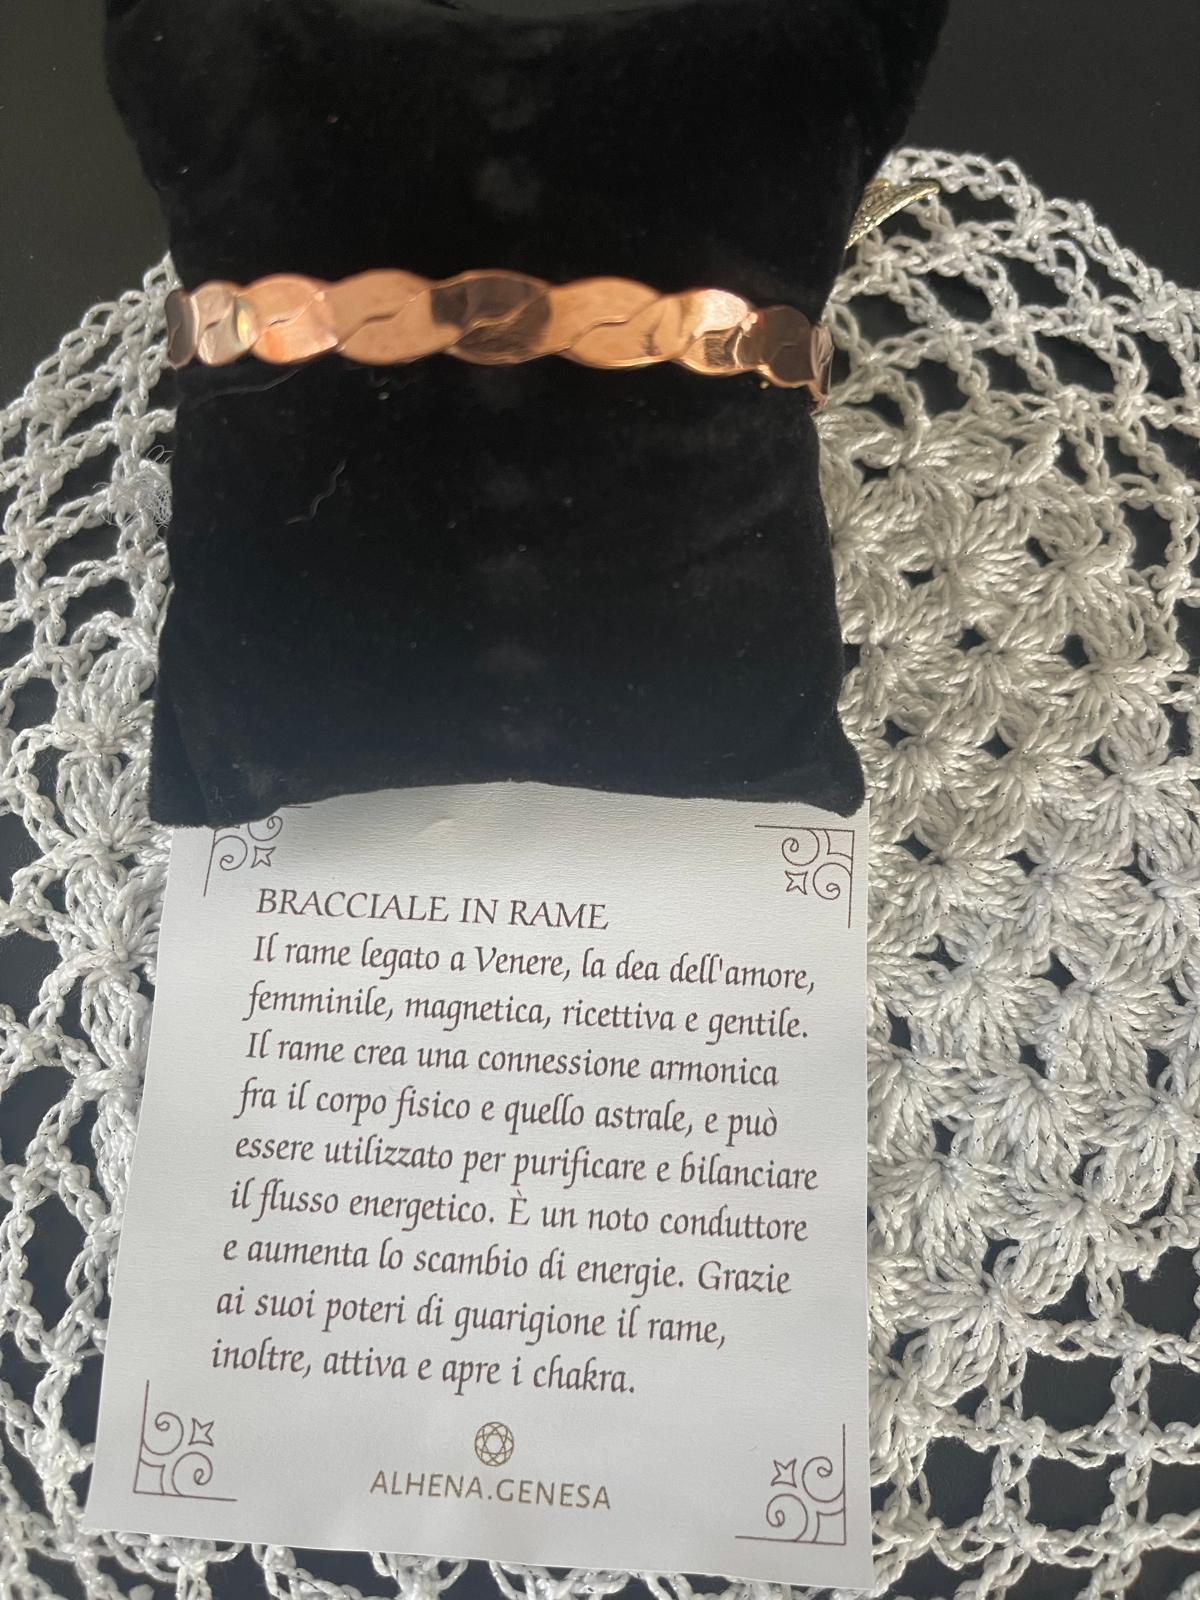 BRACCIALE IN RAME
Il rame legato a Venere, la dea dell'amore,
femminile, magnetica, ricettiva e gentile.
Il rame crea una connessione armonica
fra il corpo fisico e quello astrale, e può
essere utilizzato per purificare e bilanciare
il flusso energetico. È un noto conduttore
e aumenta lo scambio di energie. Grazie
ai suoi poteri di guarigione il rame,
inoltre, attiva e apre i chakra.
ALHENA.GENESA